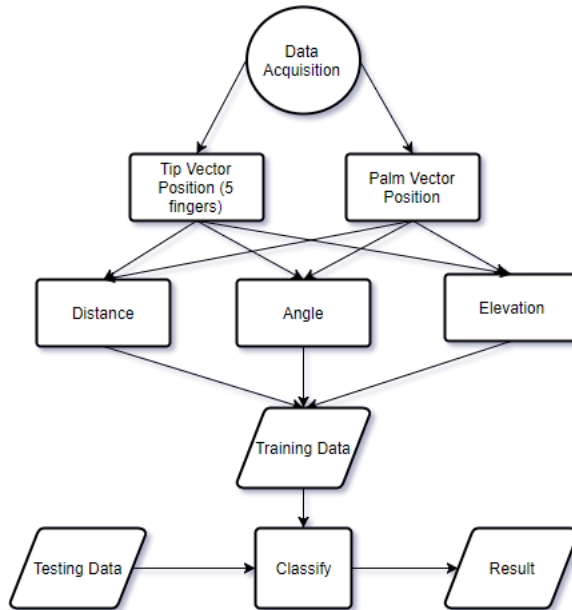 Data
Acquisition
Tip Vector
Position (5
fingers)
Palm Vector
Position
Distance
Angle
Elevation
Training Data
Testing Data
Classify
Result